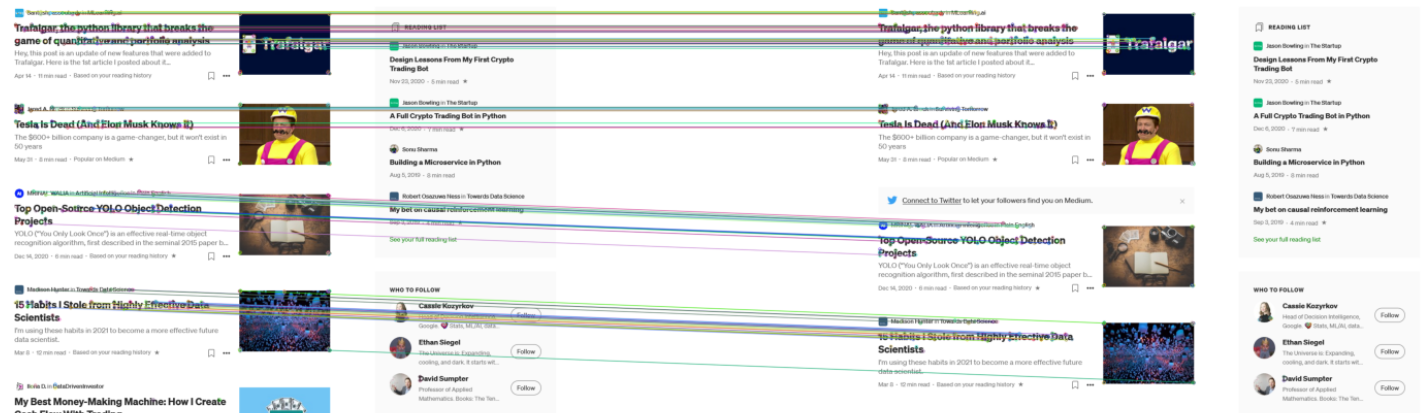 Trafalgar, the python library that breaks the
game of quantitative and portfolio analysis
Hey, this post is an update of new features that were added to
Trafalgar. Here is the 1st article I posted about it...
Apr 14 · 11 min read · Based on your reading history
Trafalgar
Tesla Is Dead (And Elon Musk Knows It)
The $600+ billion company is a game-changer, but it won't exist in
50 years
May 31 · 8 min read · Popular on Medium
in Artificial Intelligence in Plain English
Top Open-Source YOLO Object Detection
Projects
YOLO ("You Only Look Once") is an effective real-time object
recognition algorithm, first described in the seminal 2015 paper b...
Dec 14, 2020 · 6 min read · Based on your reading history
Madison Hunter in Towards Data Science
15 Habits I Stole from Highly Effective Data
Scientists
I'm using these habits in 2021 to become a more effective future
data scientist.
Mar 8 · 12 min read · Based on your reading history
in DataDrivenInvestor
My Best Money-Making Machine: How I Create
Cash Flow With Trading
READING LIST
Jason Bowling in The Startup
Design Lessons From My First Crypto
Trading Bot
Nov 23, 2020 · 5 min read
Jason Bowling in The Startup
A Full Crypto Trading Bot in Python
Dec 6, 2020 · 7 min read
Sonu Sharma
Building a Microservice in Python
Aug 5, 2019 · 8 min read
Robert Osazuwa Ness in Towards Data Science
My bet on causal reinforcement learning
Sep 3, 2019 · 4 min read
See your full reading list
WHO TO FOLLOW
Cassie Kozyrkov
Head of Decision Intelligence,
Google. Stats, ML/AI, data...
Follow
Ethan Siegel
The Universe is: Expanding,
cooling, and dark. It starts wit...
Follow
David Sumpter
Professor of Applied
Mathematics. Books: The Ten...
Follow
Trafalgar, the python library that breaks the
game of quantitative and portfolio analysis
Hey, this post is an update of new features that were added to
Trafalgar. Here is the 1st article I posted about it...
Apr 14 · 11 min read · Based on your reading history
Trafalgar
Tesla Is Dead (And Elon Musk Knows It)
The $600+ billion company is a game-changer, but it won't exist in
50 years
May 31 · 8 min read · Popular on Medium
Connect to Twitter to let your followers find you on Medium.
in Plain English
Top Open-Source YOLO Object Detection
Projects
YOLO ("You Only Look Once") is an effective real-time object
recognition algorithm, first described in the seminal 2015 paper b...
Dec 14, 2020 · 6 min read · Based on your reading history
Madison Hunter in Towards Data Science
15 Habits I Stole from Highly Effective Data
Scientists
I'm using these habits in 2021 to become a more effective future
data scientist.
Mar 8 · 12 min read · Based on your reading history
READING LIST
Jason Bowling in The Startup
Design Lessons From My First Crypto
Trading Bot
Nov 23, 2020 · 5 min read
Jason Bowling in The Startup
A Full Crypto Trading Bot in Python
Dec 6, 2020 · 7 min read
Sonu Sharma
Building a Microservice in Python
Aug 5, 2019 · 8 min read
Robert Osazuwa Ness in Towards Data Science
My bet on causal reinforcement learning
Sep 3, 2019 · 4 min read
See your full reading list
WHO TO FOLLOW
Cassie Kozyrkov
Head of Decision Intelligence,
Google. Stats, ML/AI, data...
Follow
Ethan Siegel
The Universe is: Expanding,
cooling, and dark. It starts wit...
Follow
David Sumpter
Professor of Applied
Mathematics. Books: The Ten...
Follow